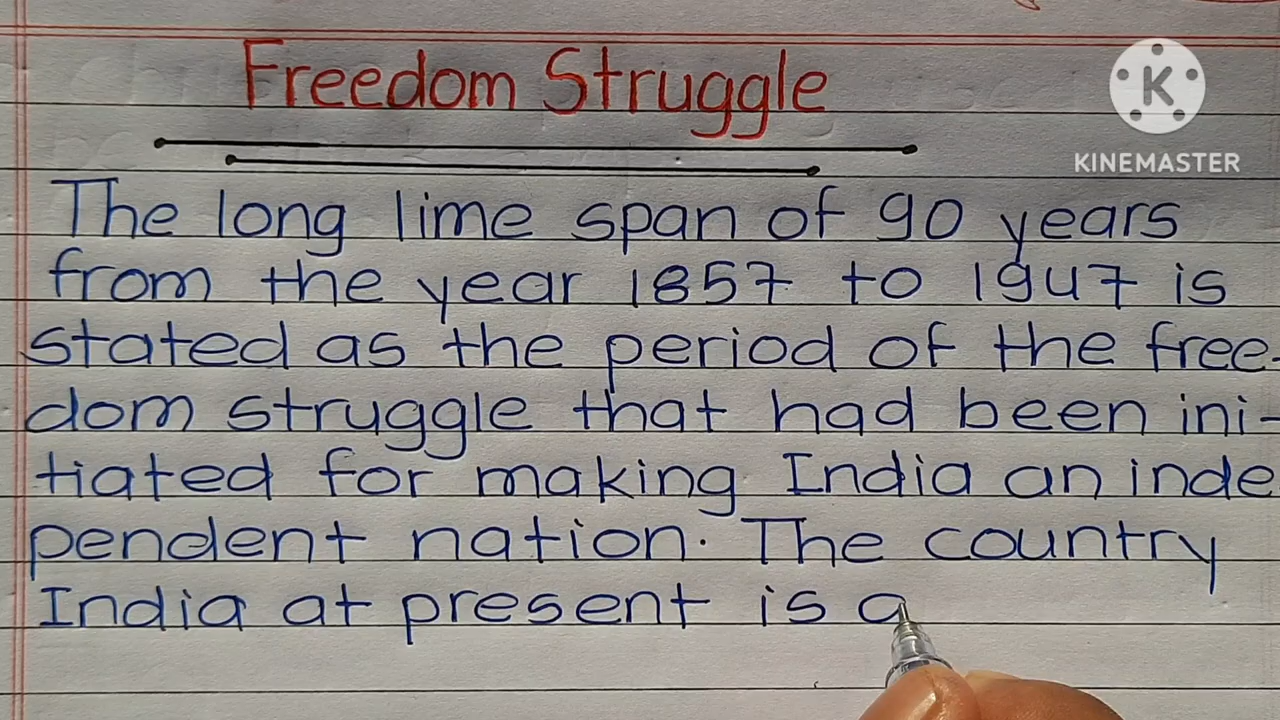 Freedom Struggle
KINEMASTER
The long lime span of 90 years
from the year 1857 to 1947 is
stated as the period of the free-
dom struggle that had been ini-
tiated for making India an inde
pendent nation. The country
India at present is a